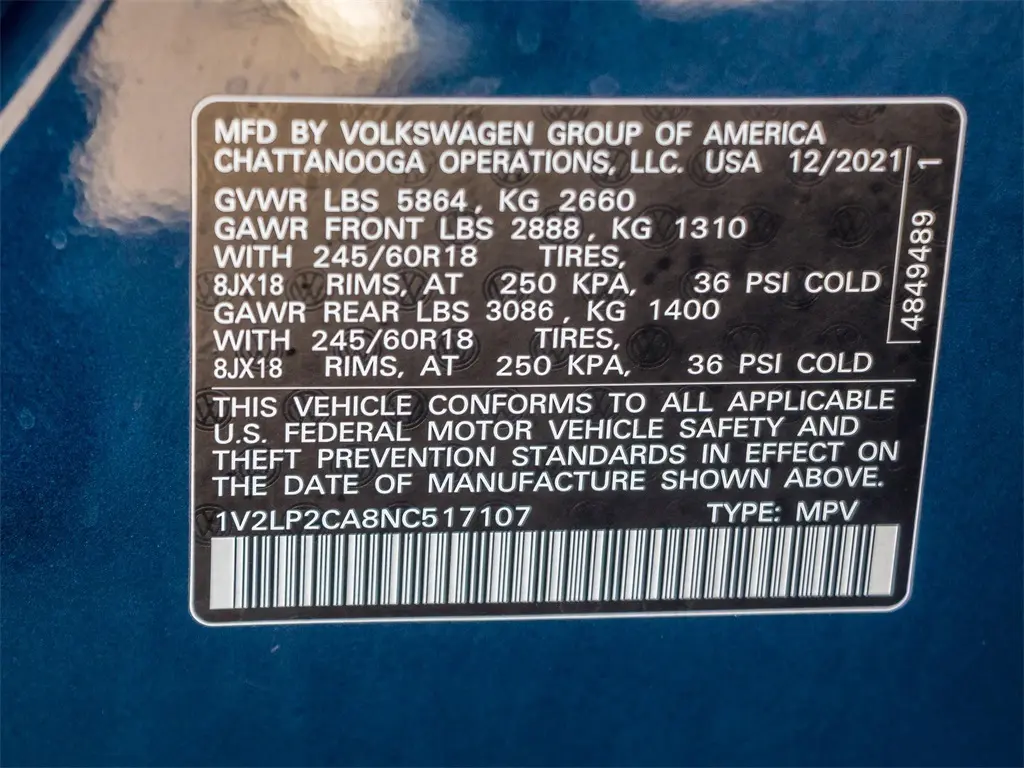 MFD BY VOLKSWAGEN GROUP OF AMERICA
CHATTANOOGA OPERATIONS, LLC. USA 12/2021
GVWR LBS 5864, KG 2660
GAWR FRONT LBS 2888, KG 1310
WITH 245/60R18 TIRES,
8JX18 RIMS, AT 250 KPA, 36 PSI COLD
GAWR REAR LBS 3086, KG 1400
WITH 245/60R18 TIRES,
8JX18 RIMS, AT 250 KPA, 36 PSI COLD
4849489 1
THIS VEHICLE CONFORMS TO ALL APPLICABLE
U.S. FEDERAL MOTOR VEHICLE SAFETY AND
THEFT PREVENTION STANDARDS IN EFFECT ON
THE DATE OF MANUFACTURE SHOWN ABOVE.
1V2LP2CA8NC517107 TYPE: MPV